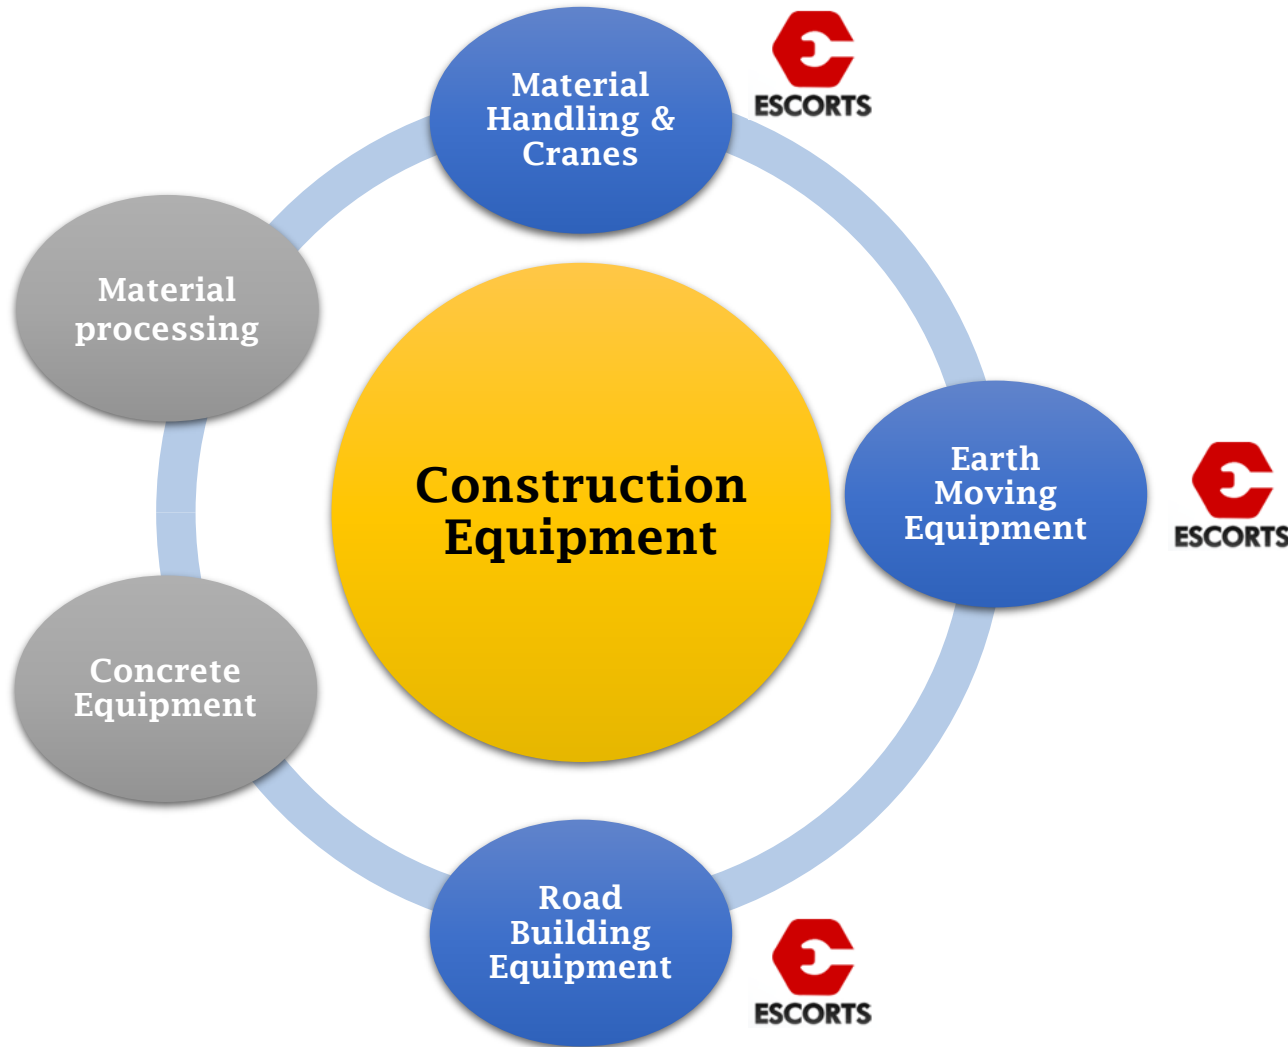 Material
Handling &
Cranes
ESCORTS
Material
processing
Construction
Equipment
Earth
Moving
Equipment
ESCORTS
Concrete
Equipment
Road
Building
Equipment
ESCORTS